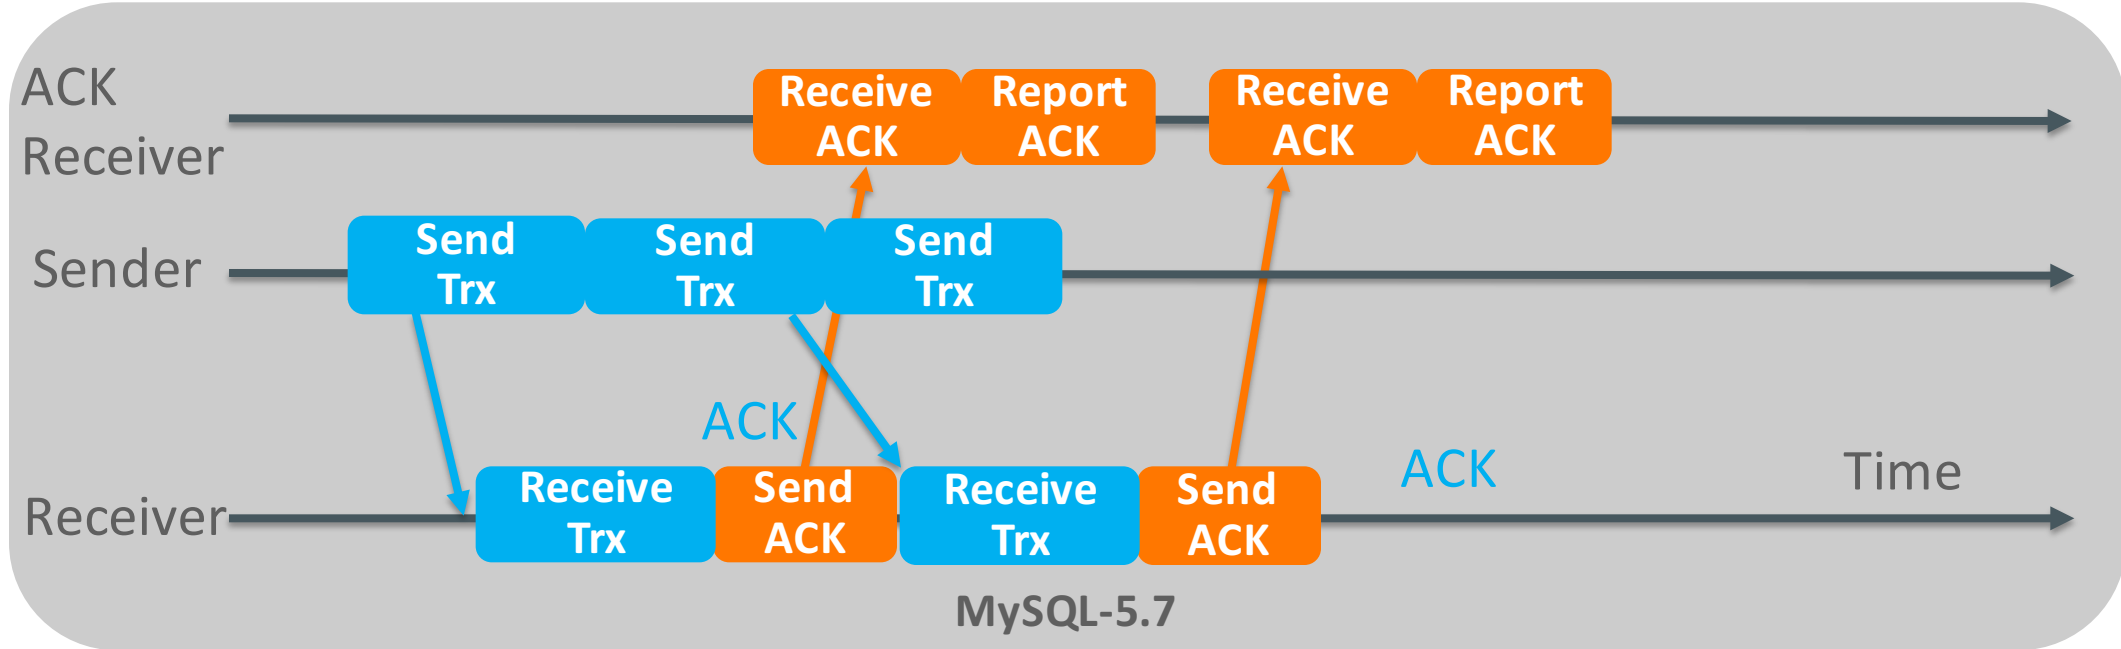 ACK
Receiver
Receive
ACK
Report
ACK
Receive
ACK
Report
ACK
Sender
Send
Trx
Send
Trx
Send
Trx
ACK
ACK
Time
Receiver
Receive
Trx
Send
ACK
Receive
Trx
Send
ACK
MySQL-5.7